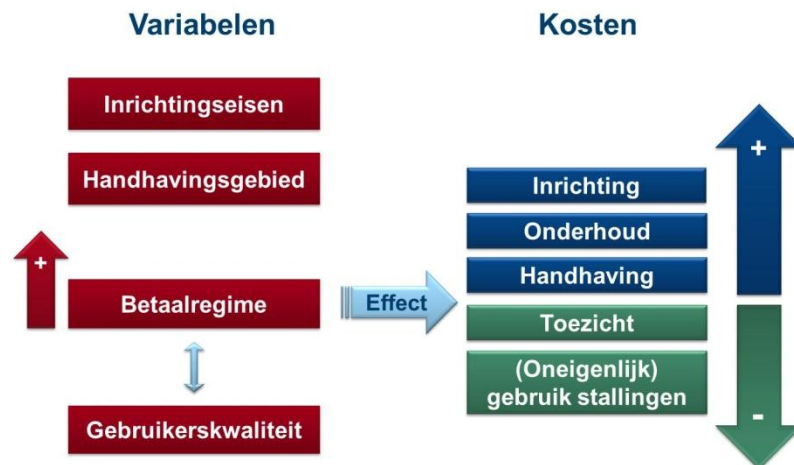 Variabelen
Kosten
Inrichtingseisen
Handhavingsgebied
+
Betaalregime
Gebruikerskwaliteit
Effect
Inrichting
Onderhoud
Handhaving
Toezicht
(Oneigenlijk)
gebruik stallingen
+
-